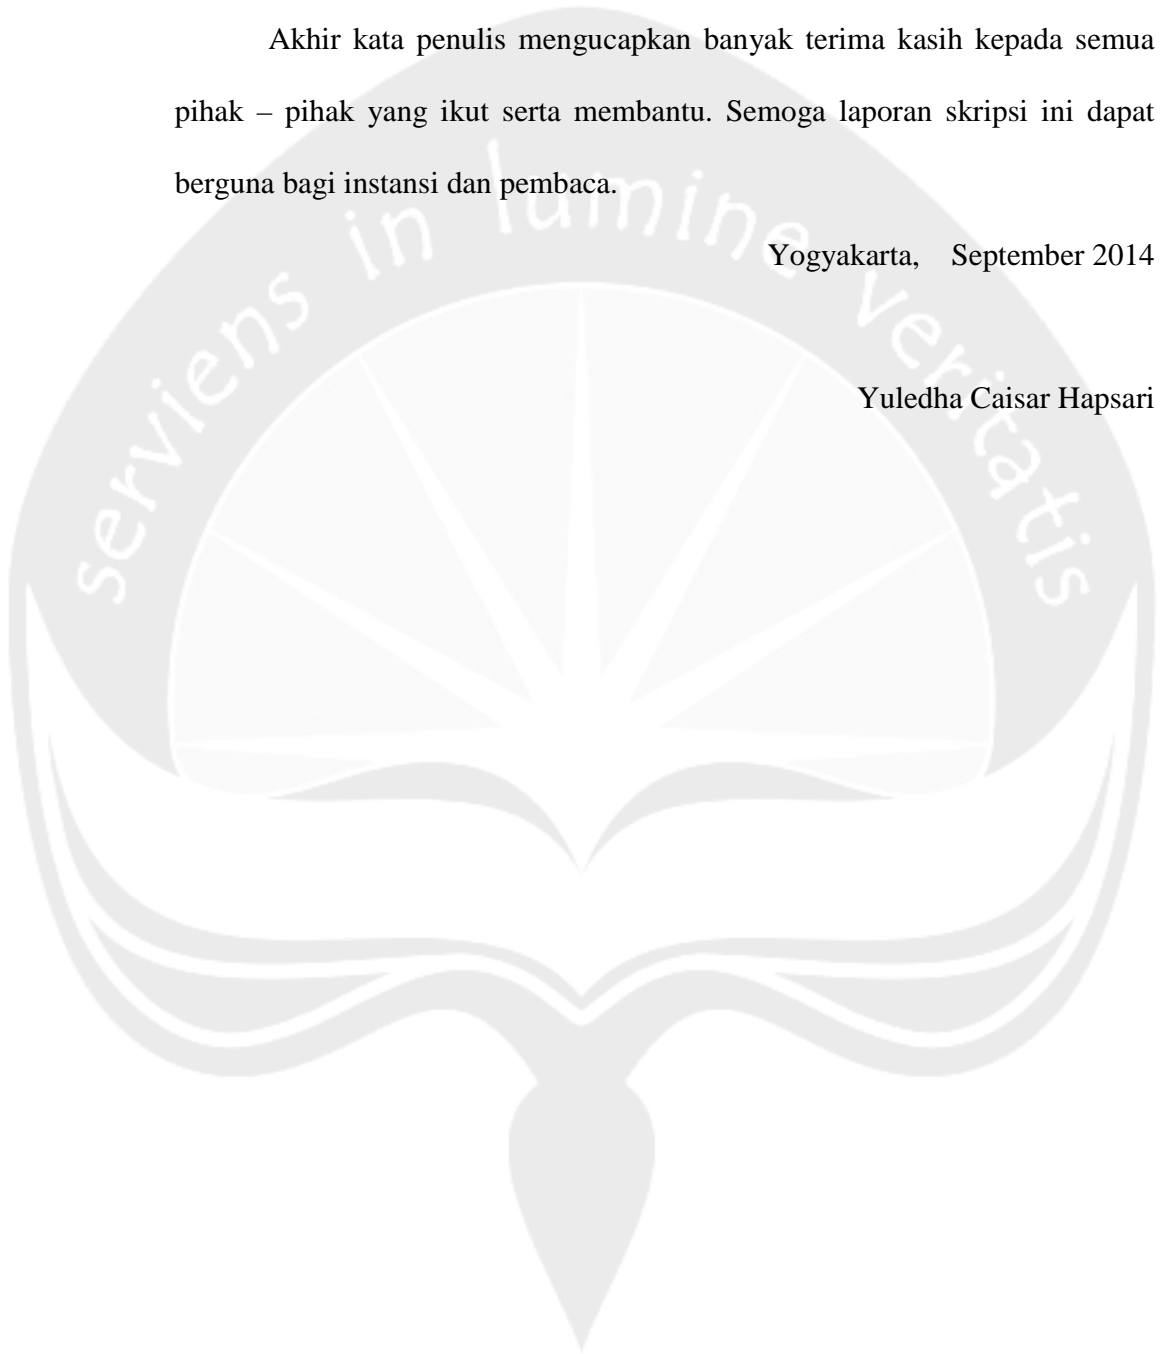 Akhir kata penulis mengucapkan banyak terima kasih kepada semua
pihak – pihak yang ikut serta membantu. Semoga laporan skripsi ini dapat
berguna bagi instansi dan pembaca.
Yogyakarta, September 2014
Yuledha Caisar Hapsari
serviens in lumine veritatis